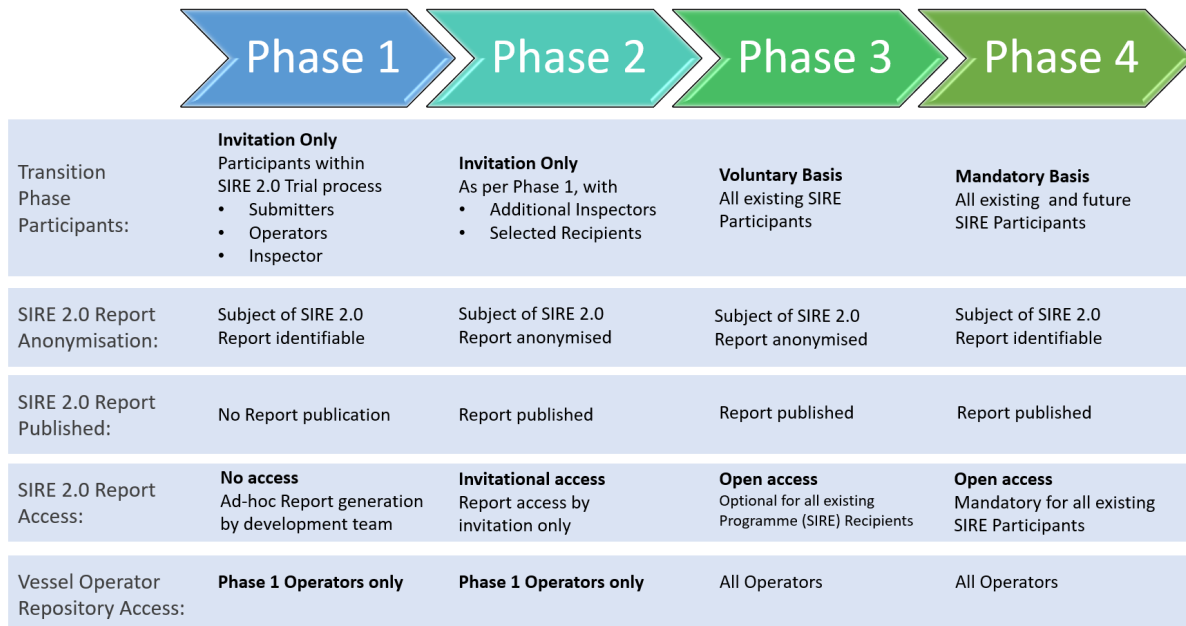 Phase 1
Phase 2
Phase 3
Phase 4
Transition
Phase
Participants:
Invitation Only
Participants within
SIRE 2.0 Trial process
• Submitters
• Operators
• Inspector
Invitation Only
As per Phase 1, with
• Additional Inspectors
• Selected Recipients
Voluntary Basis
All existing SIRE
Participants
Mandatory Basis
All existing and future
SIRE Participants
SIRE 2.0 Report
Anonymisation:
Subject of SIRE 2.0
Report identifiable
Subject of SIRE 2.0
Report anonymised
Subject of SIRE 2.0
Report anonymised
Subject of SIRE 2.0
Report identifiable
SIRE 2.0 Report
Published:
No Report publication
Report published
Report published
Report published
SIRE 2.0 Report
Access:
No access
Ad-hoc Report generation
by development team
Invitational access
Report access by
invitation only
Open access
Optional for all existing
Programme (SIRE) Recipients
Open access
Mandatory for all existing
SIRE Participants
Vessel Operator
Repository Access:
Phase 1 Operators only
Phase 1 Operators only
All Operators
All Operators